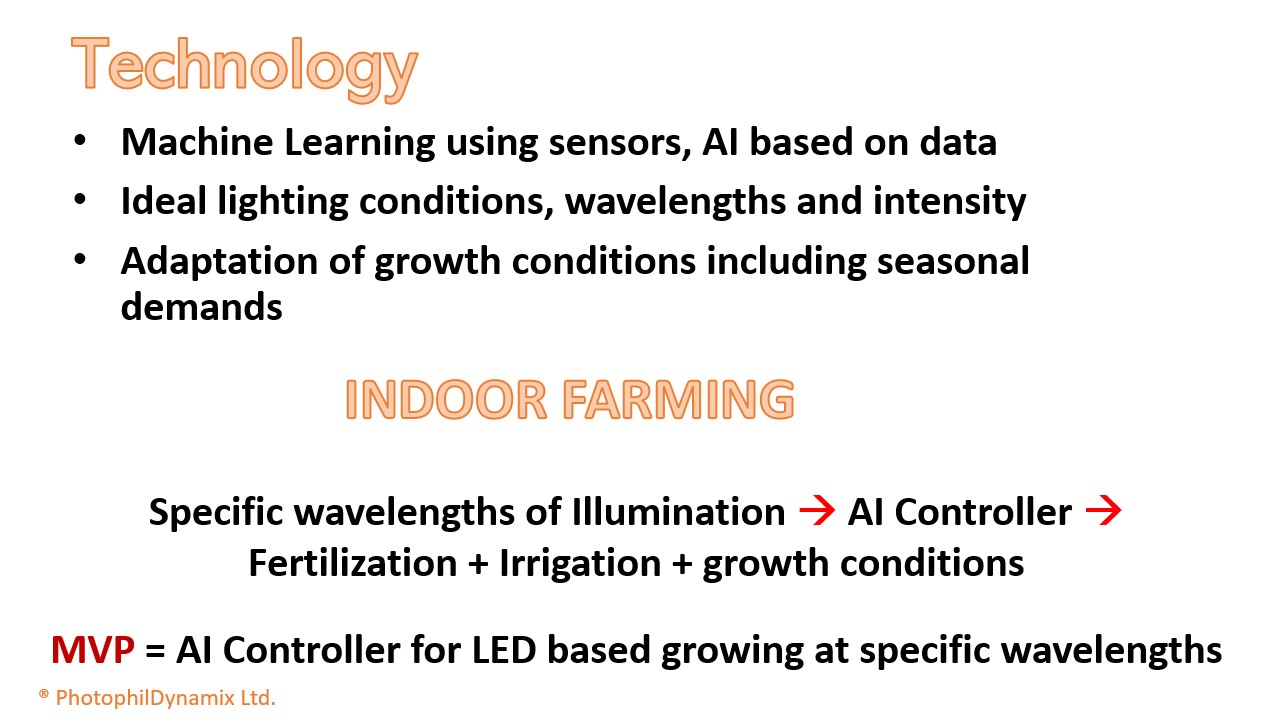 Technology
• Machine Learning using sensors, AI based on data
• Ideal lighting conditions, wavelengths and intensity
• Adaptation of growth conditions including seasonal
demands
INDOOR FARMING
Specific wavelengths of Illumination → AI Controller →
Fertilization + Irrigation + growth conditions
MVP = AI Controller for LED based growing at specific wavelengths
® PhotophilDynamix Ltd.